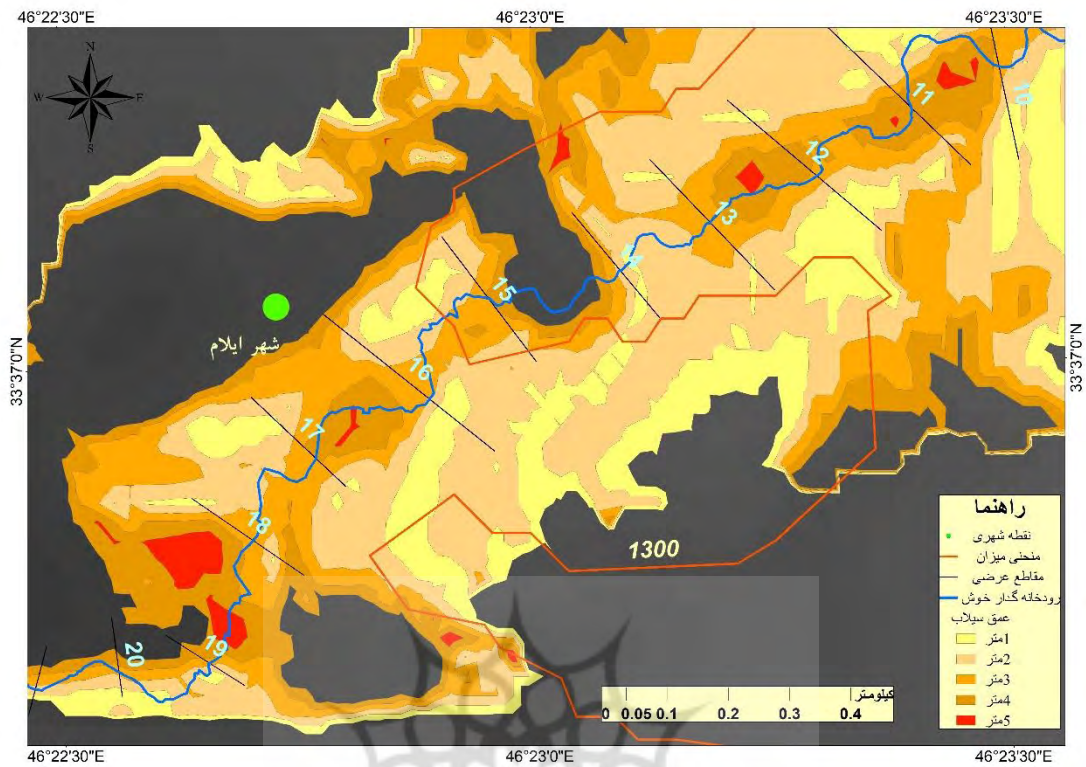 46°22'30"E
46°23'0"E
46°23'30"E
N
W
E
S
33°37'0"N
33°37'0"N
10
11
12
13
14
15
16
17
18
19
20
شهر ایلام
1300
راهنما
نقطه شهری
منحنی میزان
مقاطع عرضی
رودخانه گدار خوش
عمق سیلاب
1متر
2متر
3متر
4متر
5متر
کیلومتر
0 0.05 0.1 0.2 0.3 0.4
46°22'30"E
46°23'0"E
46°23'30"E